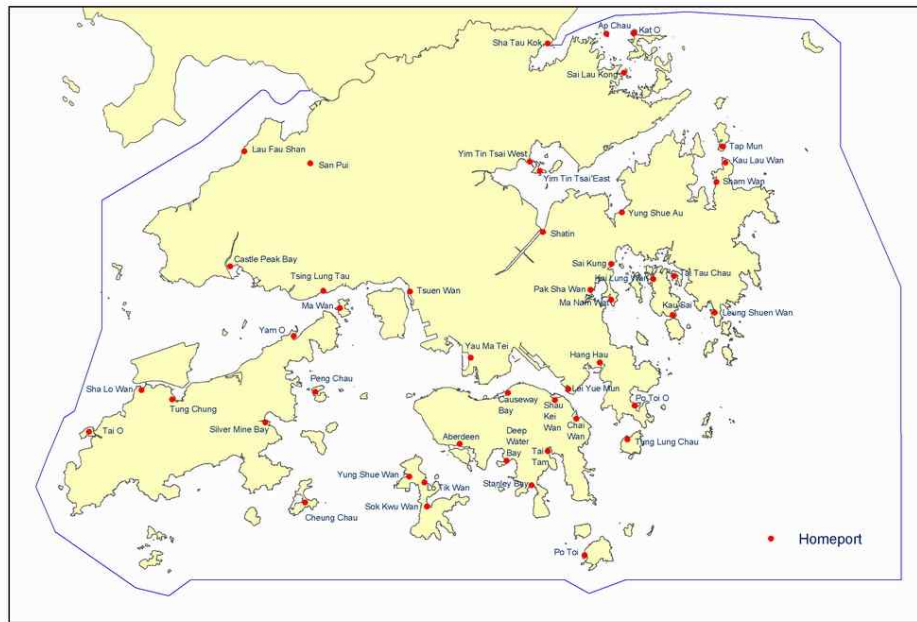 Ap Chau
Kat O
Sha Tau Kok
Sai Lau Kong
Lau Fau Shan
San Pui
Yim Tin Tsai West
Yim Tin Tsai East
Tap Mun
Kau Lau Wan
Sham Wan
Yung Shue Au
Shatin
Castle Peak Bay
Sai Kung
Kai Lung Wan
Tai Tau Chau
Tsing Lung Tau
Tsuen Wan
Pak Sha Wan
Ma Nam Wat
Ma Wan
Kau Sai
Leung Shuen Wan
Yam O
Yau Ma Tei
Hang Hau
Sha Lo Wan
Peng Chau
Lei Yue Mun
Tung Chung
Causeway
Bay
Shau
Kei
Wan
Po Toi O
Silver Mine Bay
Chai
Wan
Tai O
Aberdeen
Deep
Water
Bay
Tai
Tam
Tung Lung Chau
Yung Shue Wan
Lo Tik Wan
Stanley Bay
Sok Kwu Wan
Cheung Chau
Po Toi
Homeport